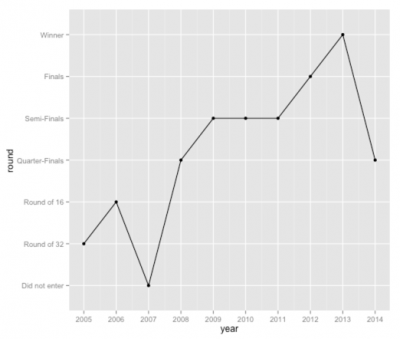 Winner
Finals
Semi-Finals
Quarter-Finals
Round of 16
Round of 32
Did not enter
round
2005 2006 2007 2008 2009 2010 2011 2012 2013 2014
year